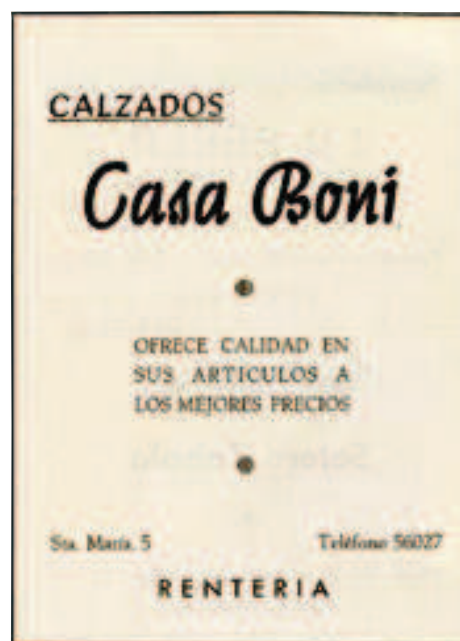 CALZADOS
Casa Boni
OFRECE CALIDAD EN
SUS ARTICULOS A
LOS MEJORES PRECIOS
Sta. María, 5 Teléfono 56027
RENTERIA